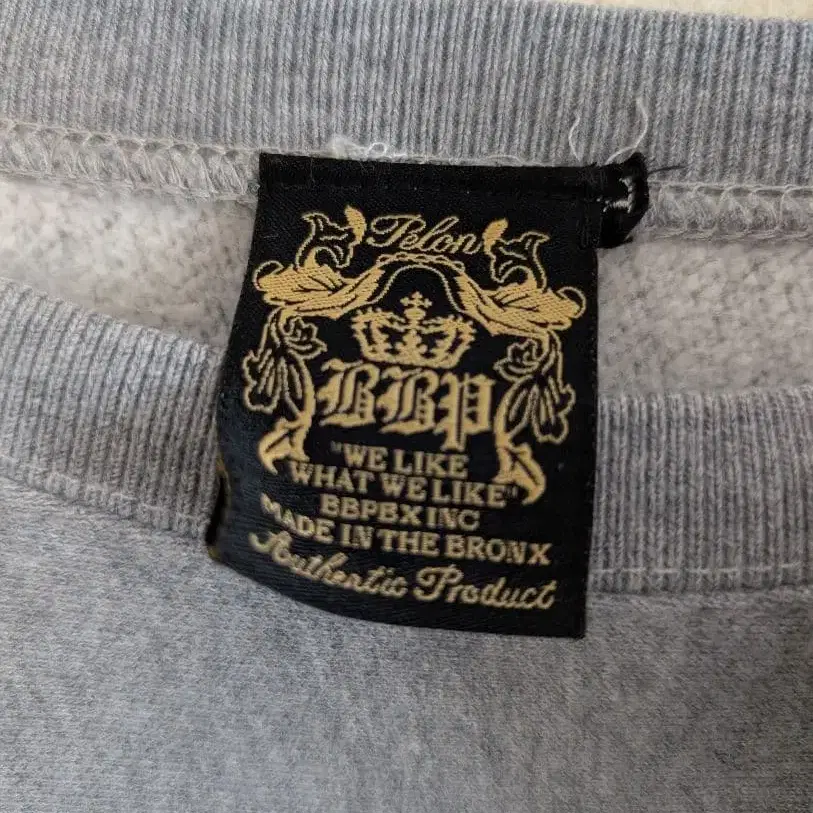 Pelon
BBP
"WE LIKE
WHAT WE LIKE"
BBPBX INC
MADE IN THE BRONX
Authentic Product